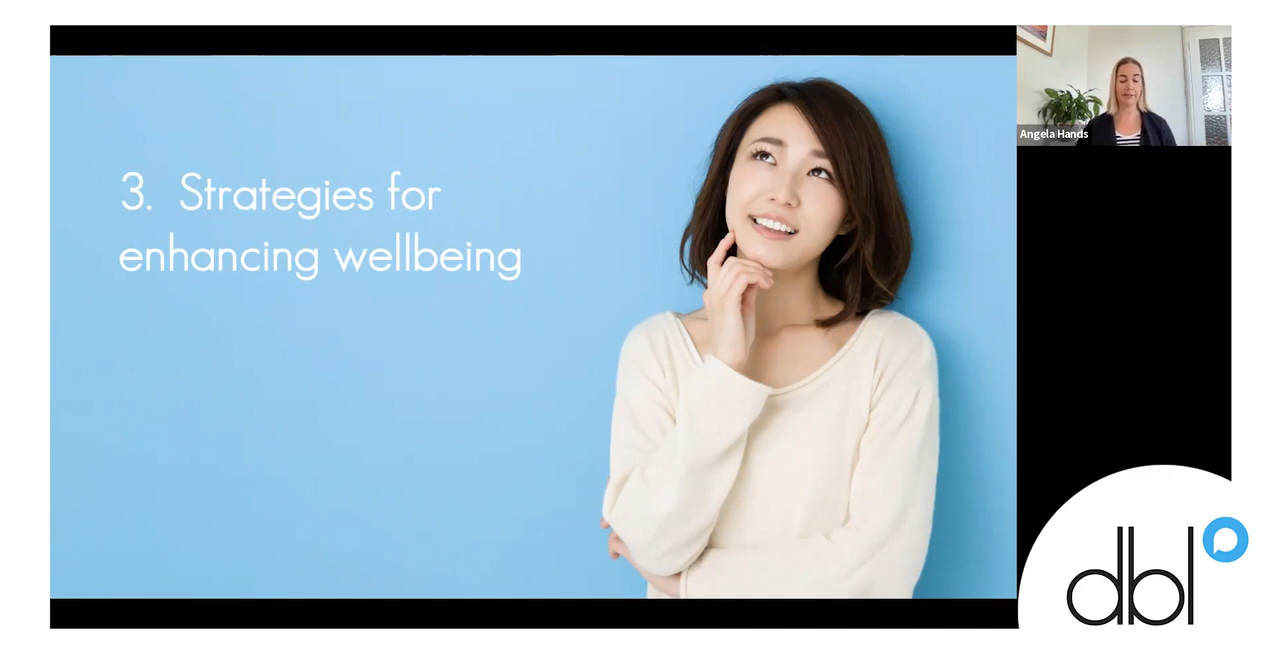 3. Strategies for
enhancing wellbeing
Angela Hands
dbl